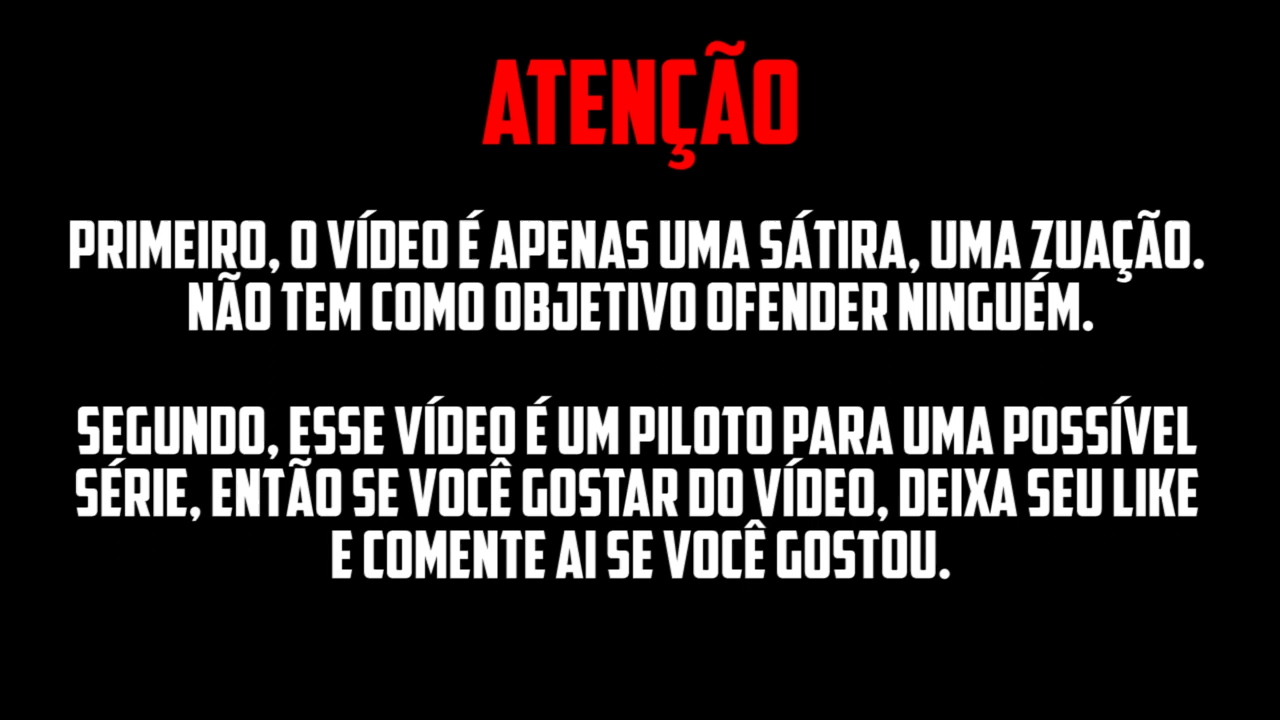 ATENÇÃO
PRIMEIRO, O VÍDEO É APENAS UMA SÁTIRA, UMA ZUAÇÃO.
NÃO TEM COMO OBJETIVO OFENDER NINGUÉM.
SEGUNDO, ESSE VÍDEO É UM PILOTO PARA UMA POSSÍVEL
SÉRIE, ENTÃO SE VOCÊ GOSTAR DO VÍDEO, DEIXA SEU LIKE
E COMENTE AI SE VOCÊ GOSTOU.